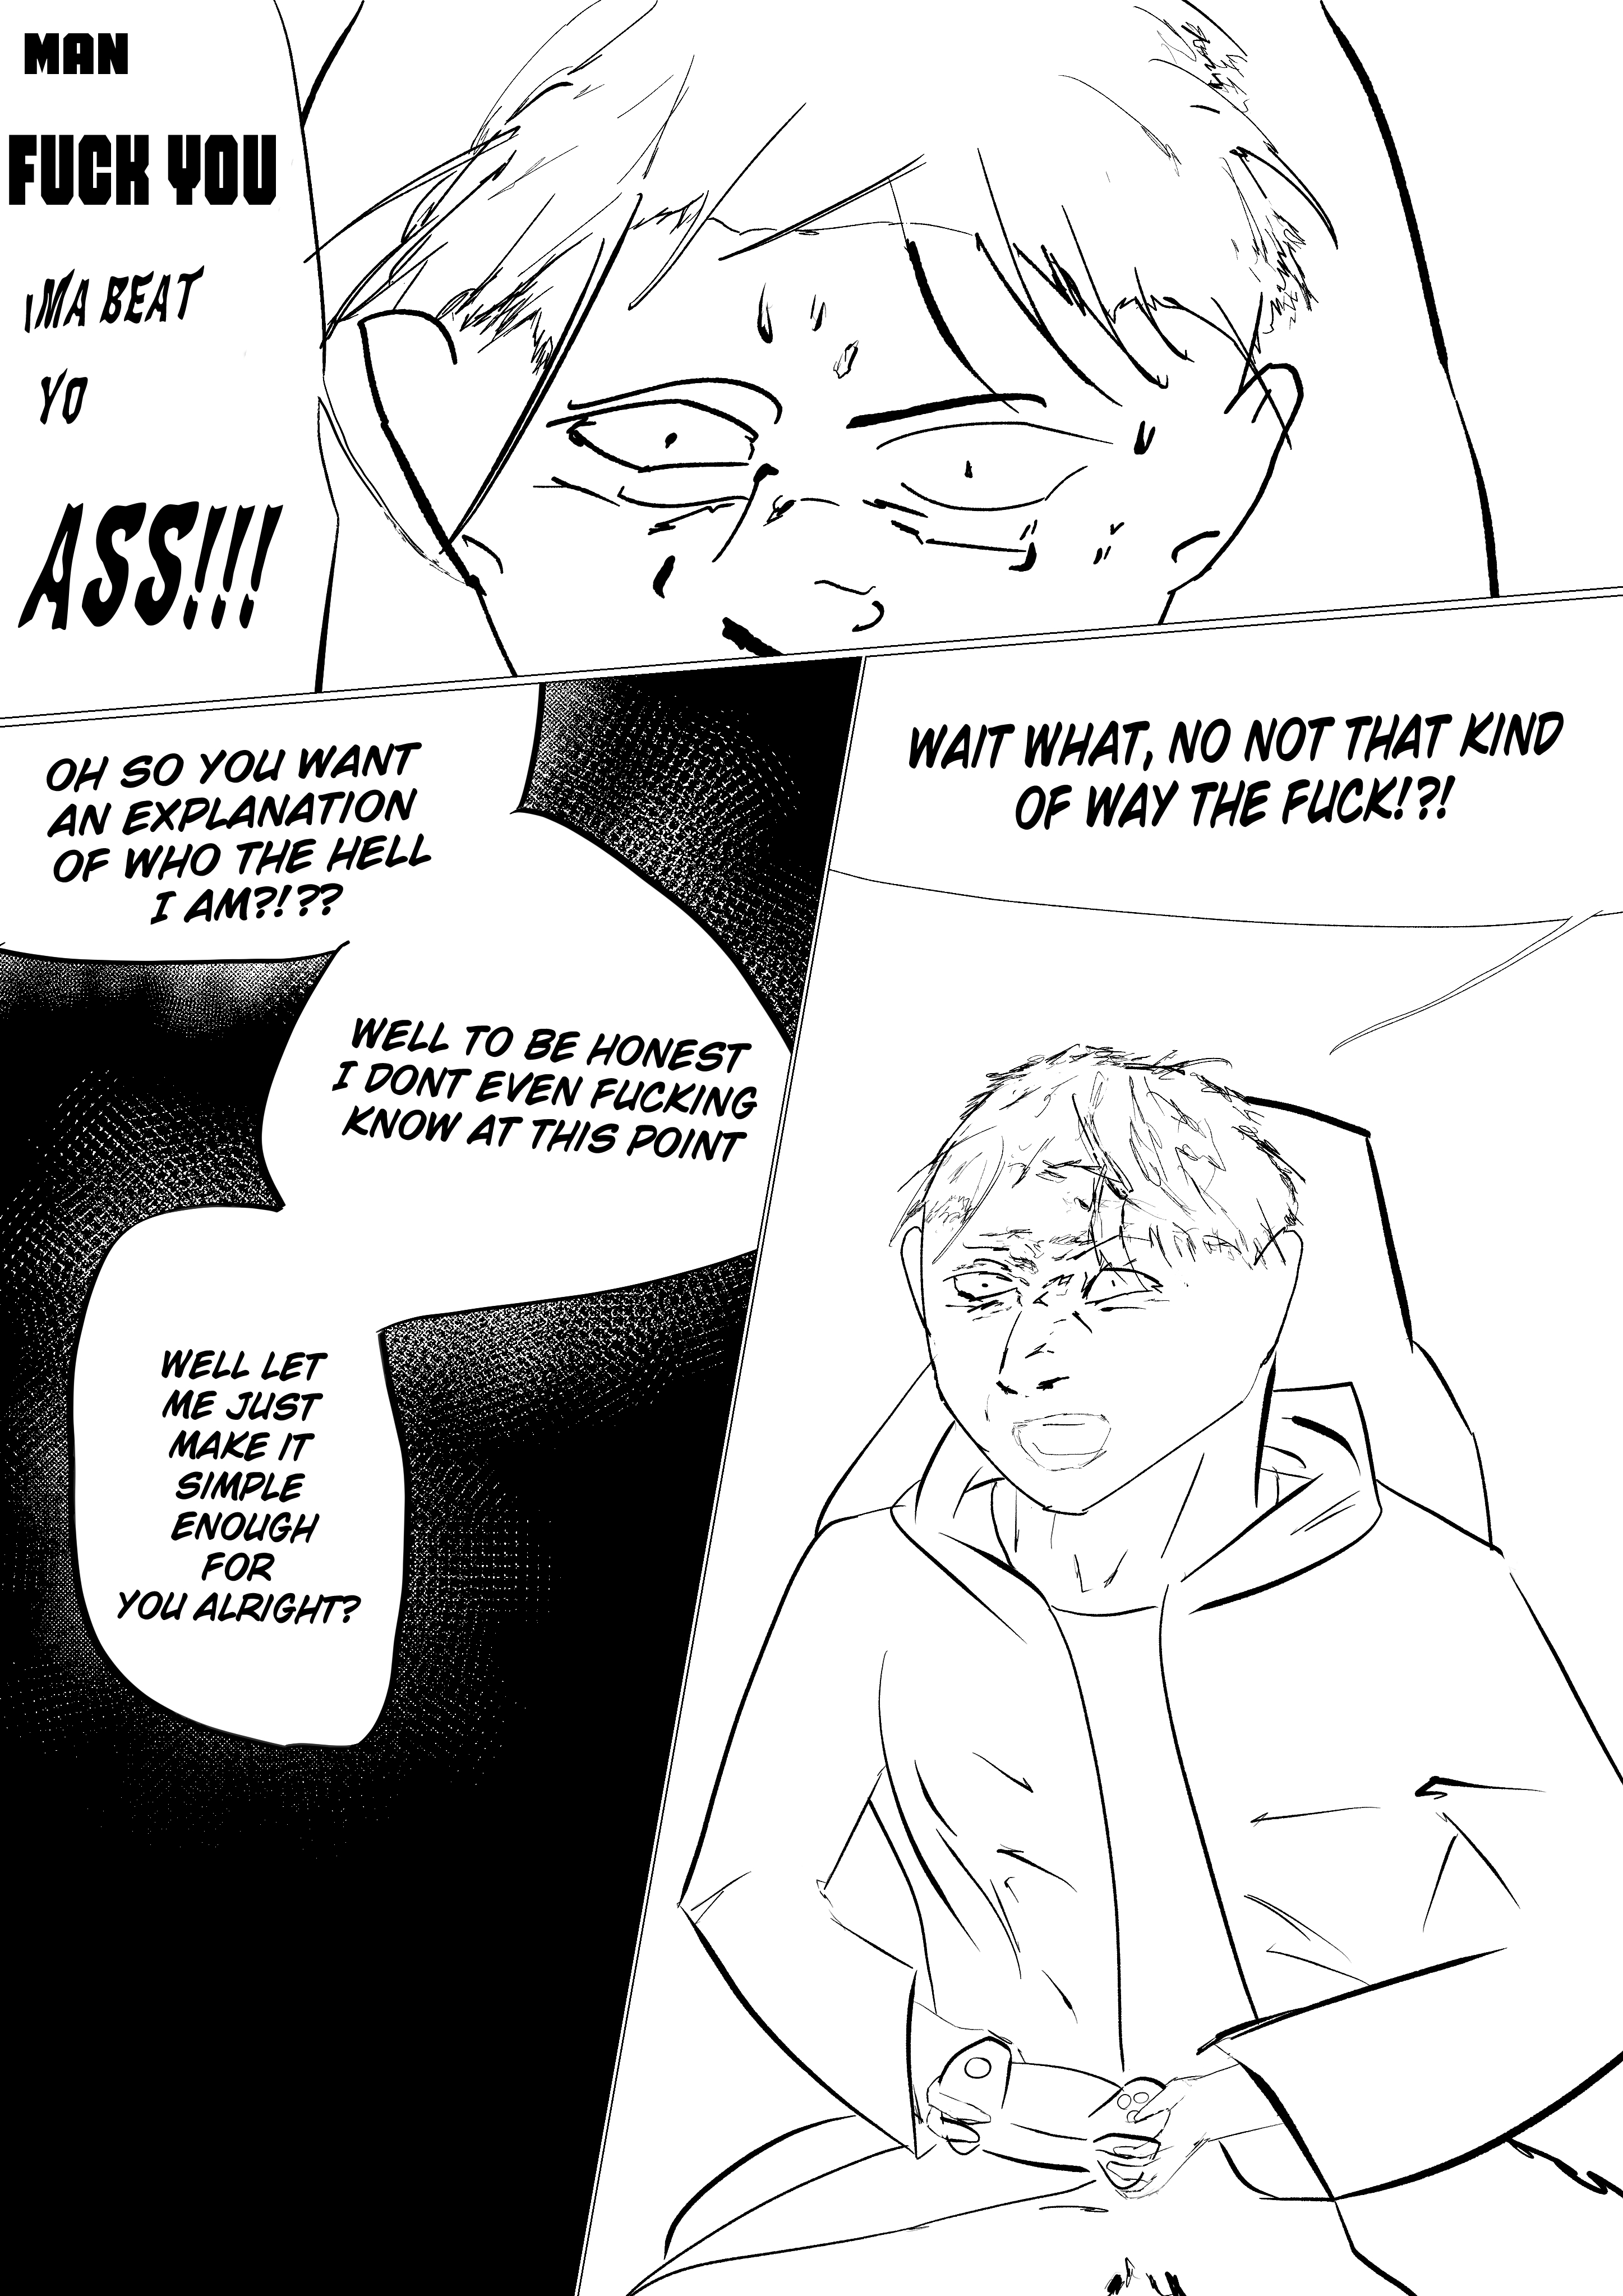 MAN
FUCK YOU
IMA BEAT
YO
ASS!!!
WAIT WHAT, NO NOT THAT KIND
OF WAY THE FUCK!?!
OH SO YOU WANT
AN EXPLANATION
OF WHO THE HELL
I AM?!??
WELL TO BE HONEST
I DONT EVEN FUCKING
KNOW AT THIS POINT
WELL LET
ME JUST
MAKE IT
SIMPLE
ENOUGH
FOR
YOU ALRIGHT?